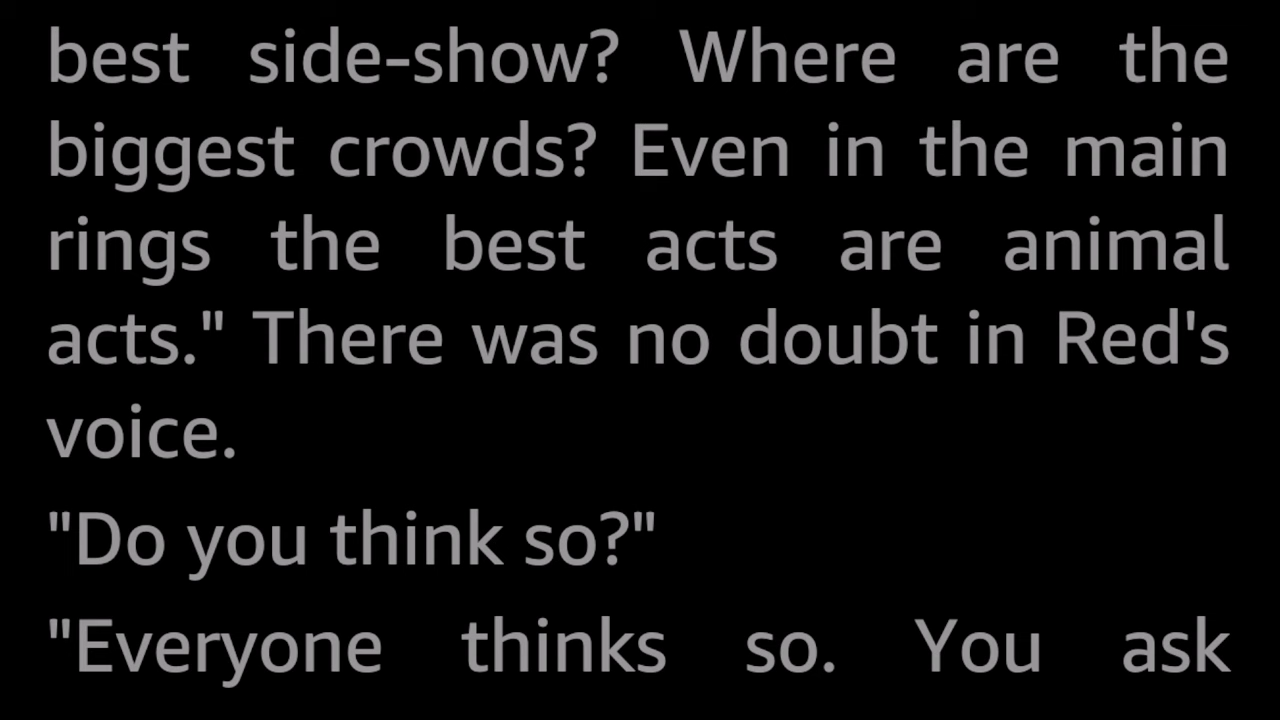 best side-show? Where are the
biggest crowds? Even in the main
rings the best acts are animal
acts." There was no doubt in Red's
voice.
"Do you think so?"
"Everyone thinks so. You ask